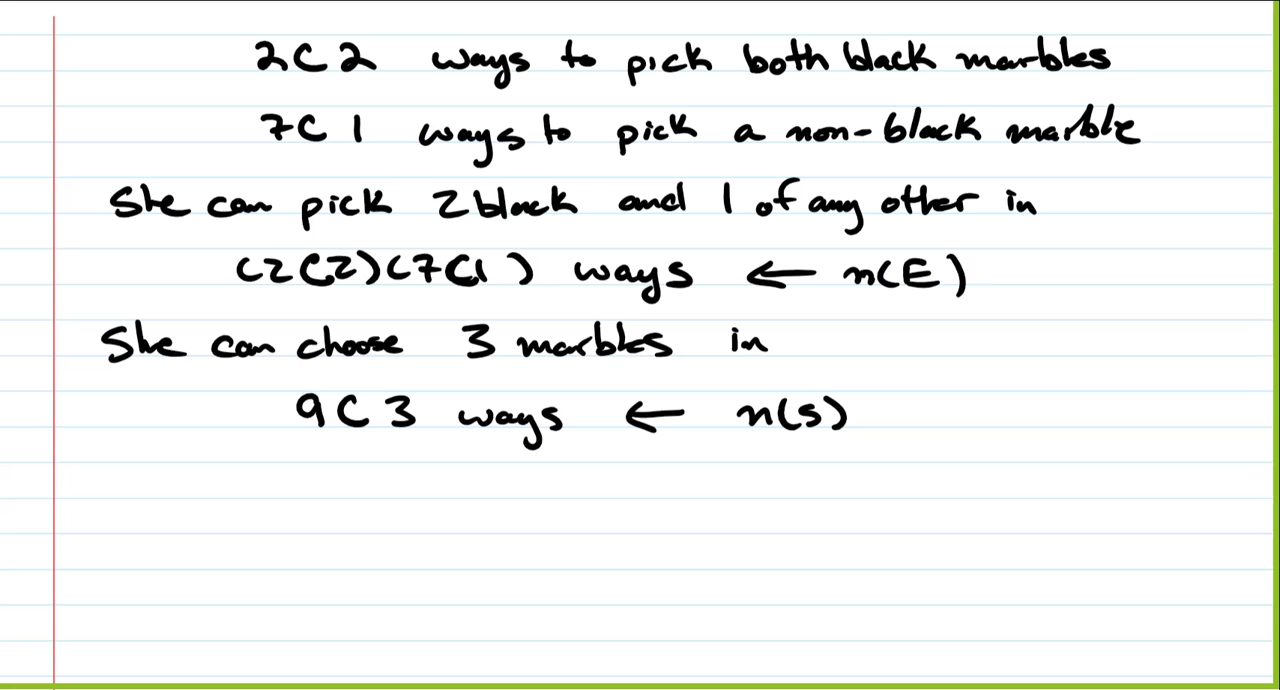 2C2 ways to pick both black marbles
7C1 ways to pick a non-black marble
She can pick 2 black and 1 of any other in
(2C2)(7C1) ways ← n(E)
She can choose 3 marbles in
9C3 ways ← n(S)